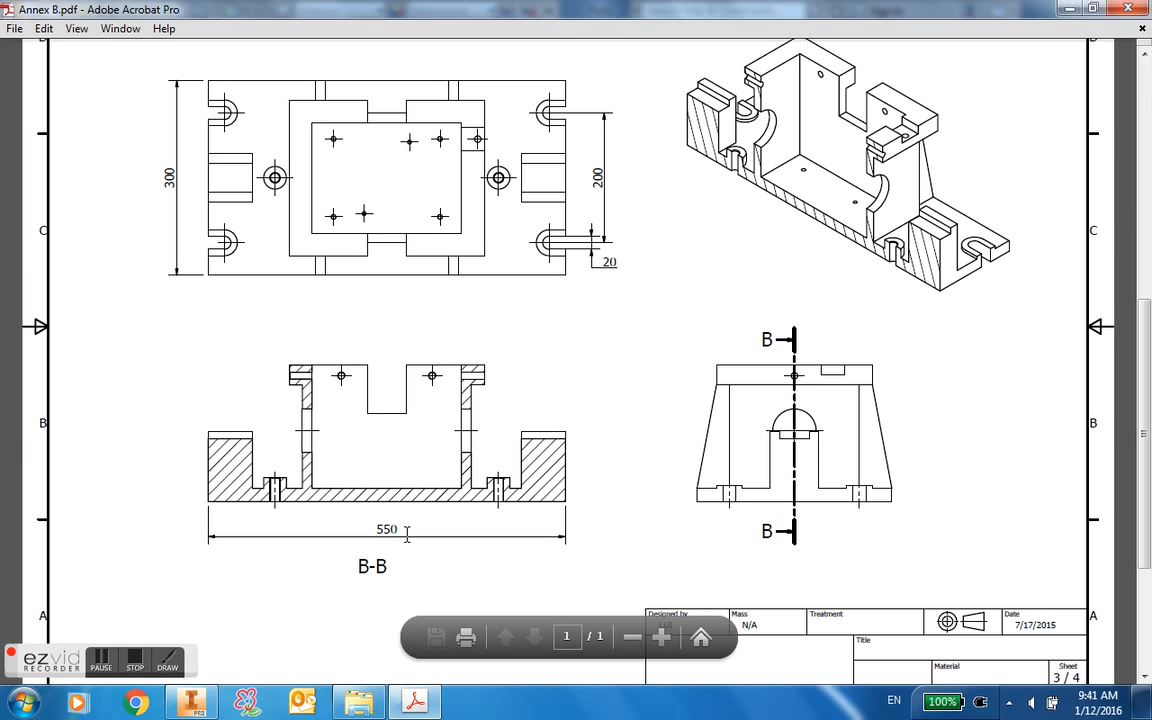 Annex B.pdf - Adobe Acrobat Pro
File Edit View Window Help
300
200
20
C
C
B
B
B
550
B-B
B
A
A
Designed by
Mass
Treatment
Date
N/A
7/17/2015
Title
Material
Sheet
3 / 4
1 / 1
ezvid
RECORDER
PAUSE
STOP
DRAW
PRO
EN
100%
9:41 AM
1/12/2016